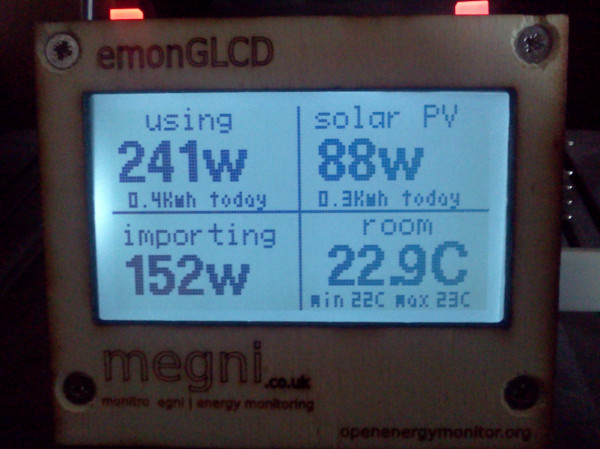 emonGLCD
using
241w
0.4Kwh today
solar PV
88w
0.3Kwh today
importing
152w
room
22.9C
min 22C max 23C
megni.co.uk
monitro egni | energy monitoring
openenergymonitor.org